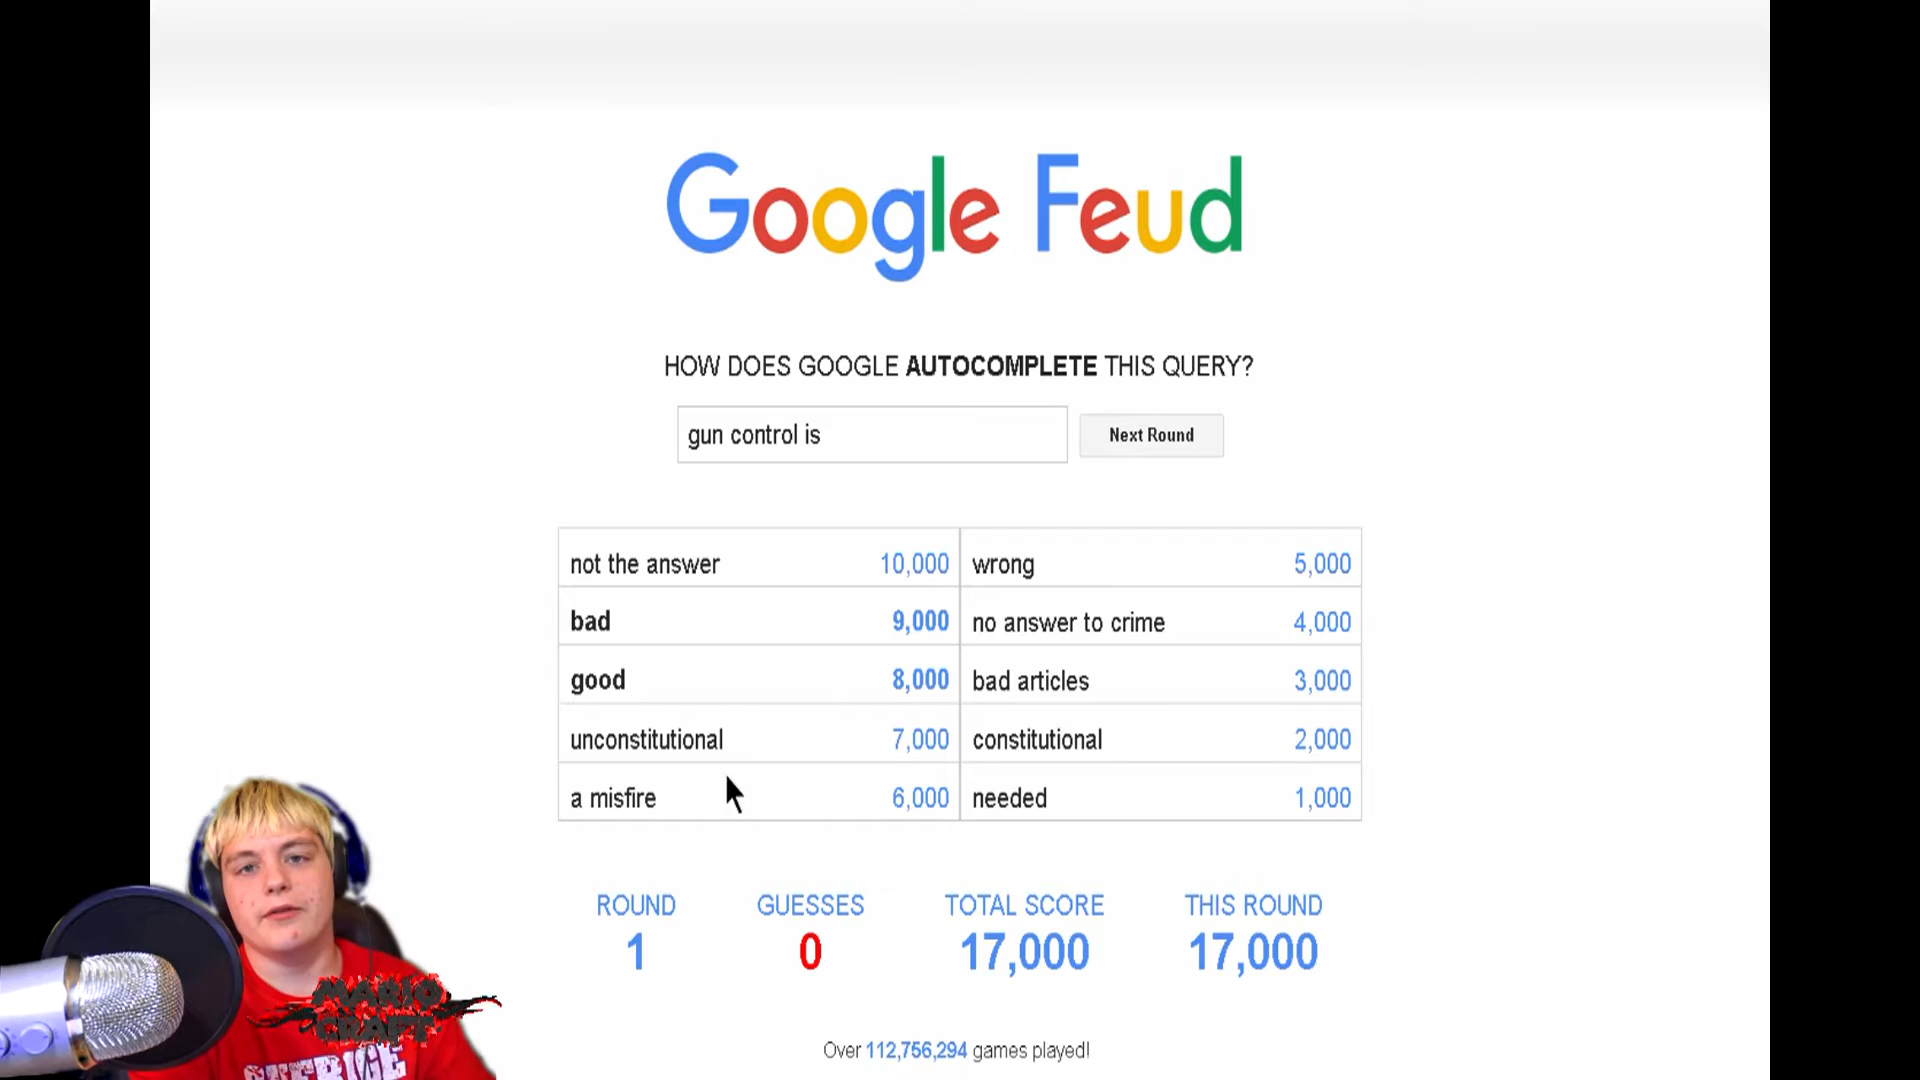 Google Feud
HOW DOES GOOGLE AUTOCOMPLETE THIS QUERY?
gun control is
Next Round
not the answer 10,000 wrong 5,000
bad 9,000 no answer to crime 4,000
good 8,000 bad articles 3,000
unconstitutional 7,000 constitutional 2,000
a misfire 6,000 needed 1,000
ROUND GUESSES TOTAL SCORE THIS ROUND
1 0 17,000 17,000
Over 112,756,294 games played!
MARIO
CRAFT
SVERIGE